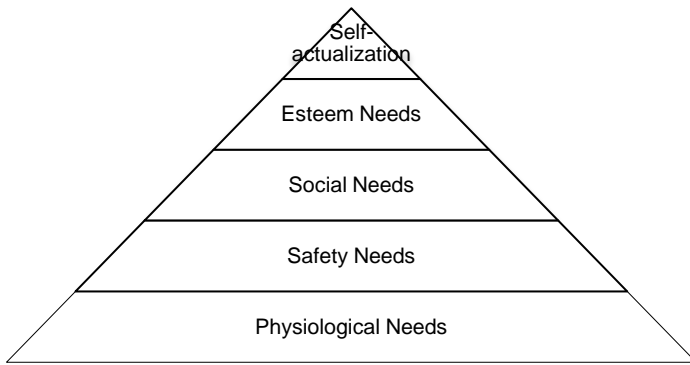 Self-
actualization
Esteem Needs
Social Needs
Safety Needs
Physiological Needs